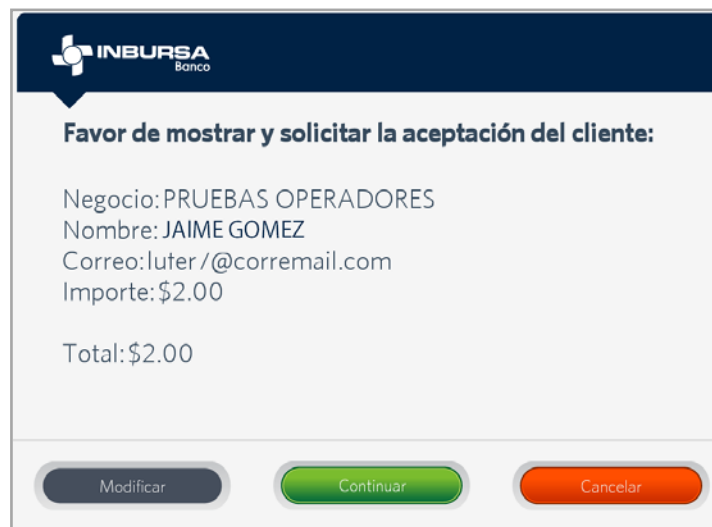 INBURSA
Banco
Favor de mostrar y solicitar la aceptación del cliente:
Negocio: PRUEBAS OPERADORES
Nombre: JAIME GOMEZ
Correo: luter/@corremail.com
Importe: $2.00
Total: $2.00
Modificar Continuar Cancelar